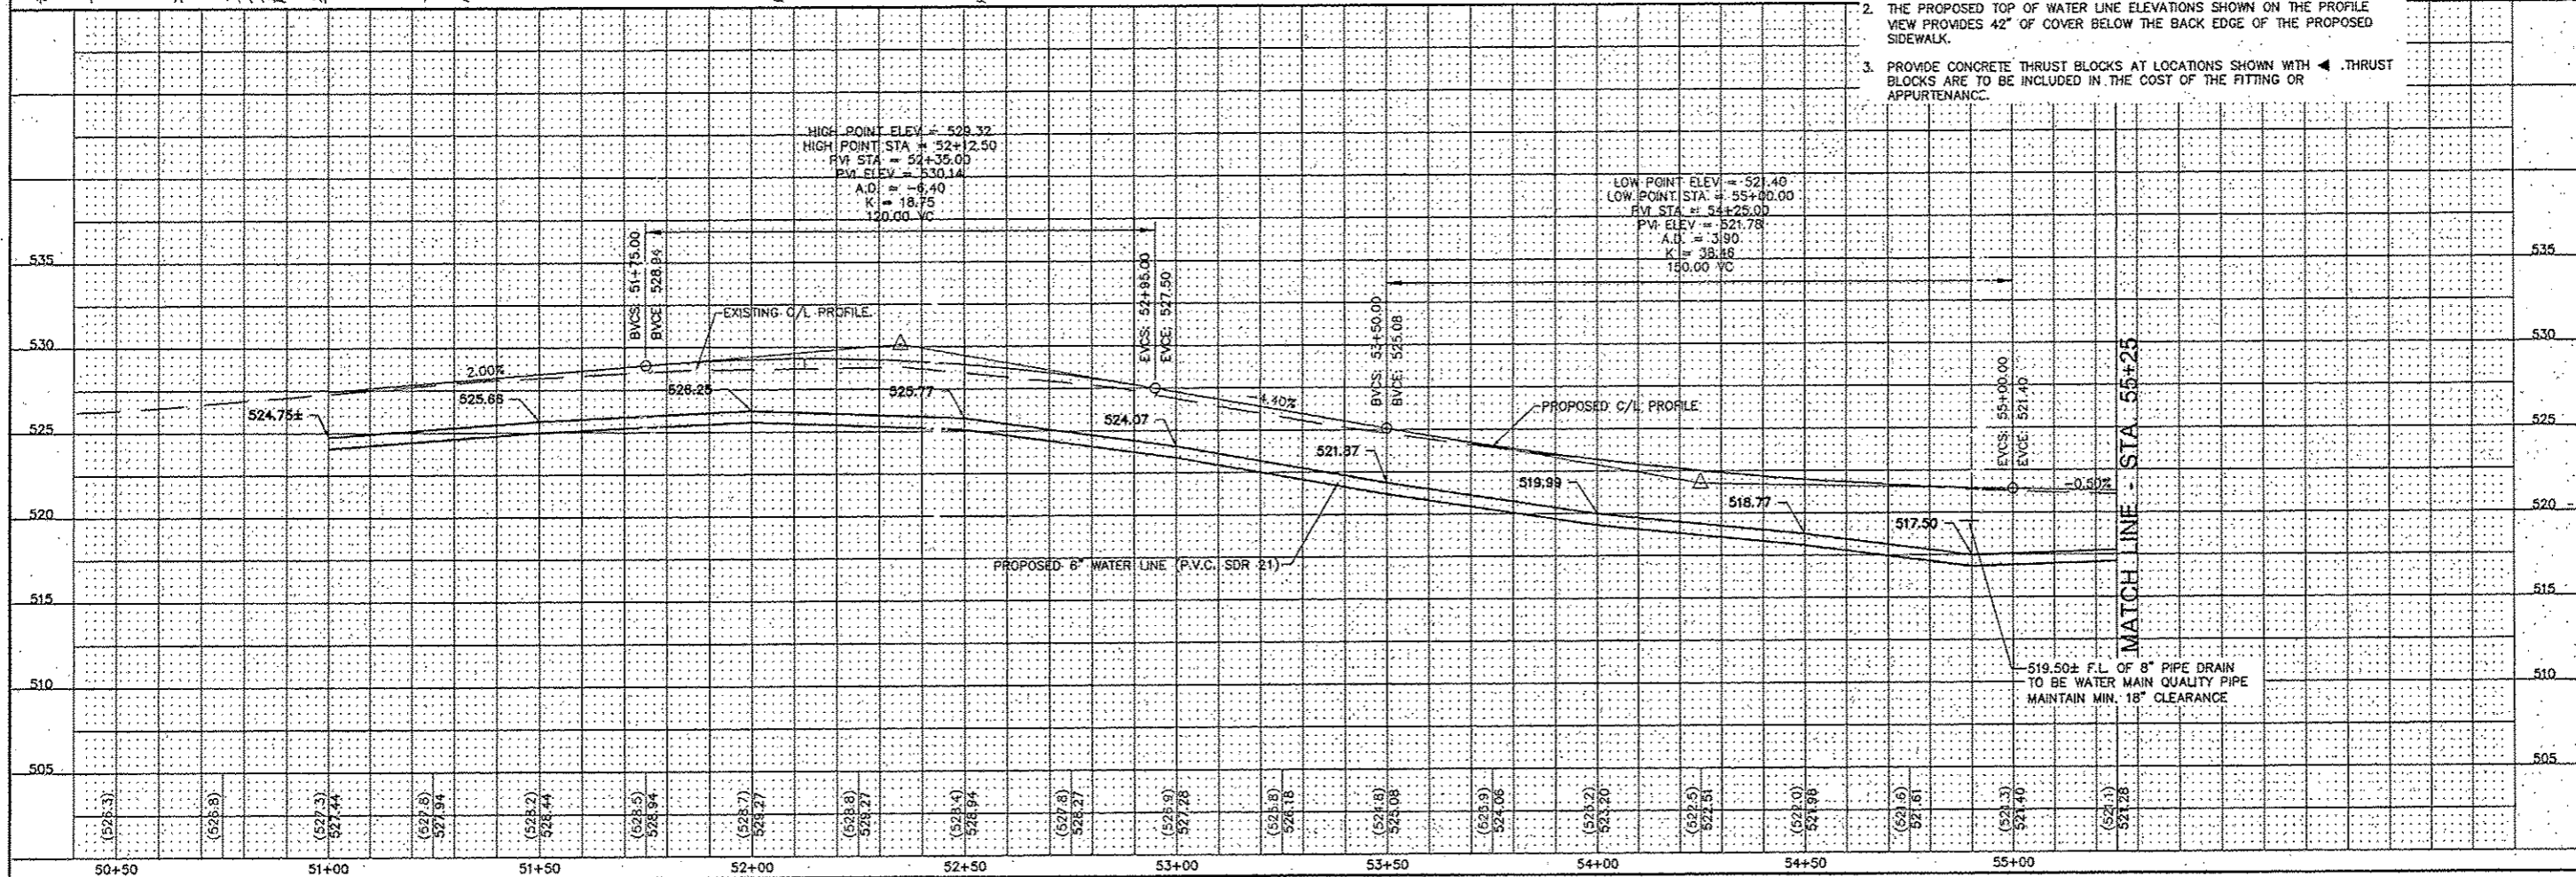 2. THE PROPOSED TOP OF WATER LINE ELEVATIONS SHOWN ON THE PROFILE
VIEW PROVIDES 42" OF COVER BELOW THE BACK EDGE OF THE PROPOSED
SIDEWALK.
3. PROVIDE CONCRETE THRUST BLOCKS AT LOCATIONS SHOWN WITH ◀ .THRUST
BLOCKS ARE TO BE INCLUDED IN THE COST OF THE FITTING OR
APPURTENANCE.
HIGH POINT ELEV = 529.32
HIGH POINT STA = 52+12.50
PVI STA = 52+35.00
PVI ELEV = 530.14
A.D. = -6.40
K = 18.75
120.00 VC
LOW POINT ELEV = 521.40
LOW POINT STA = 55+00.00
PVI STA = 54+25.00
PVI ELEV = 521.78
A.D. = 3.90
K = 38.46
150.00 VC
BVCS: 51+75.00
BVCE: 528.94
EVCS: 52+95.00
EVCE: 527.50
BVCS: 53+50.00
BVCE: 525.08
EVCS: 55+00.00
EVCE: 521.40
535
535
530
530
525
525
520
520
515
515
510
510
505
505
EXISTING C/L PROFILE
2.00%
-4.40%
PROPOSED C/L PROFILE
-0.50%
524.75±
525.66
526.25
525.77
524.07
521.87
519.99
518.77
517.50
PROPOSED 6" WATER LINE (P.V.C. SDR 21)
MATCH LINE - STA. 55+25
519.50± F.L. OF 8" PIPE DRAIN
TO BE WATER MAIN QUALITY PIPE
MAINTAIN MIN. 18" CLEARANCE
(526.3)
(526.8)
(527.3)
527.44
(527.8)
527.94
(528.2)
528.44
(528.5)
528.94
(528.7)
529.27
(528.8)
529.27
(528.4)
528.94
(527.8)
528.27
(526.9)
527.28
(525.8)
526.18
(524.8)
525.08
(523.9)
524.06
(523.2)
523.20
(522.5)
522.51
(522.0)
521.98
(521.6)
521.61
(521.3)
521.40
(521.1)
521.28
50+50
51+00
51+50
52+00
52+50
53+00
53+50
54+00
54+50
55+00